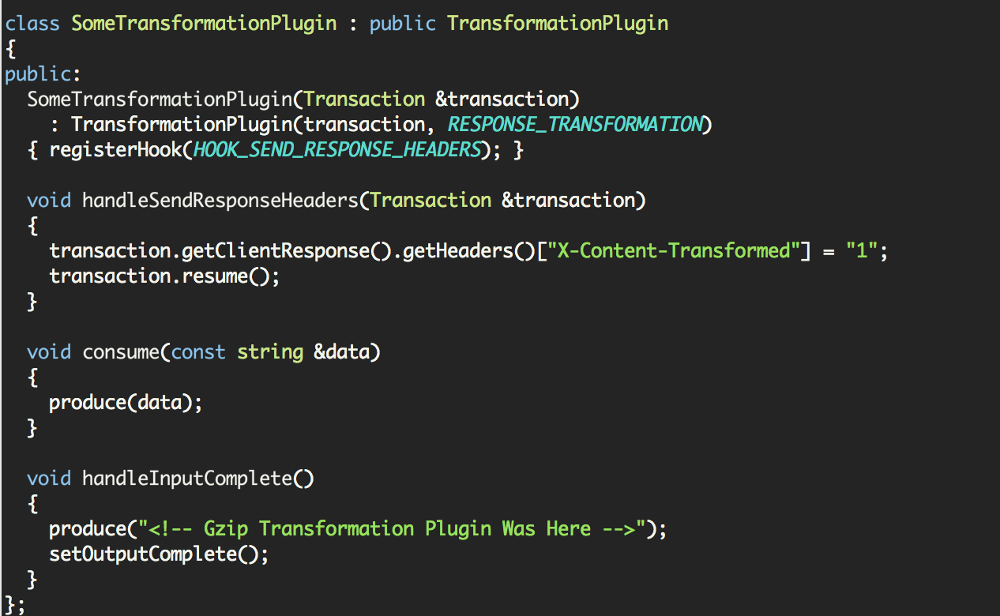 class SomeTransformationPlugin : public TransformationPlugin
{
public:
  SomeTransformationPlugin(Transaction &transaction)
    : TransformationPlugin(transaction, RESPONSE_TRANSFORMATION)
  { registerHook(HOOK_SEND_RESPONSE_HEADERS); }

  void handleSendResponseHeaders(Transaction &transaction)
  {
    transaction.getClientResponse().getHeaders()["X-Content-Transformed"] = "1";
    transaction.resume();
  }

  void consume(const string &data)
  {
    produce(data);
  }

  void handleInputComplete()
  {
    produce("<!-- Gzip Transformation Plugin Was Here -->");
    setOutputComplete();
  }
};